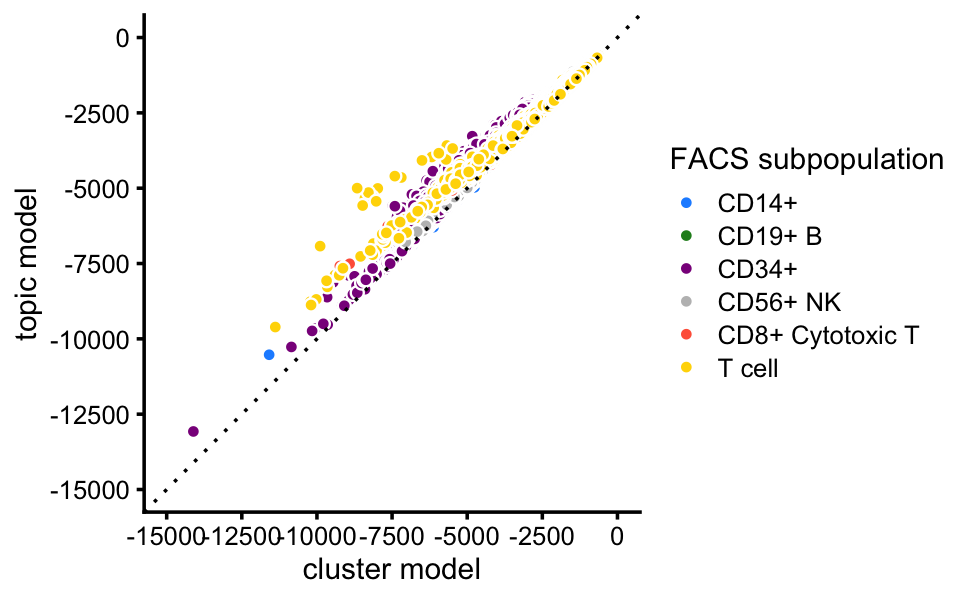 0
-2500
-5000
-7500
-10000
-12500
-15000
topic model
-15000 -12500 -10000 -7500 -5000 -2500 0
cluster model
FACS subpopulation
CD14+
CD19+ B
CD34+
CD56+ NK
CD8+ Cytotoxic T
T cell